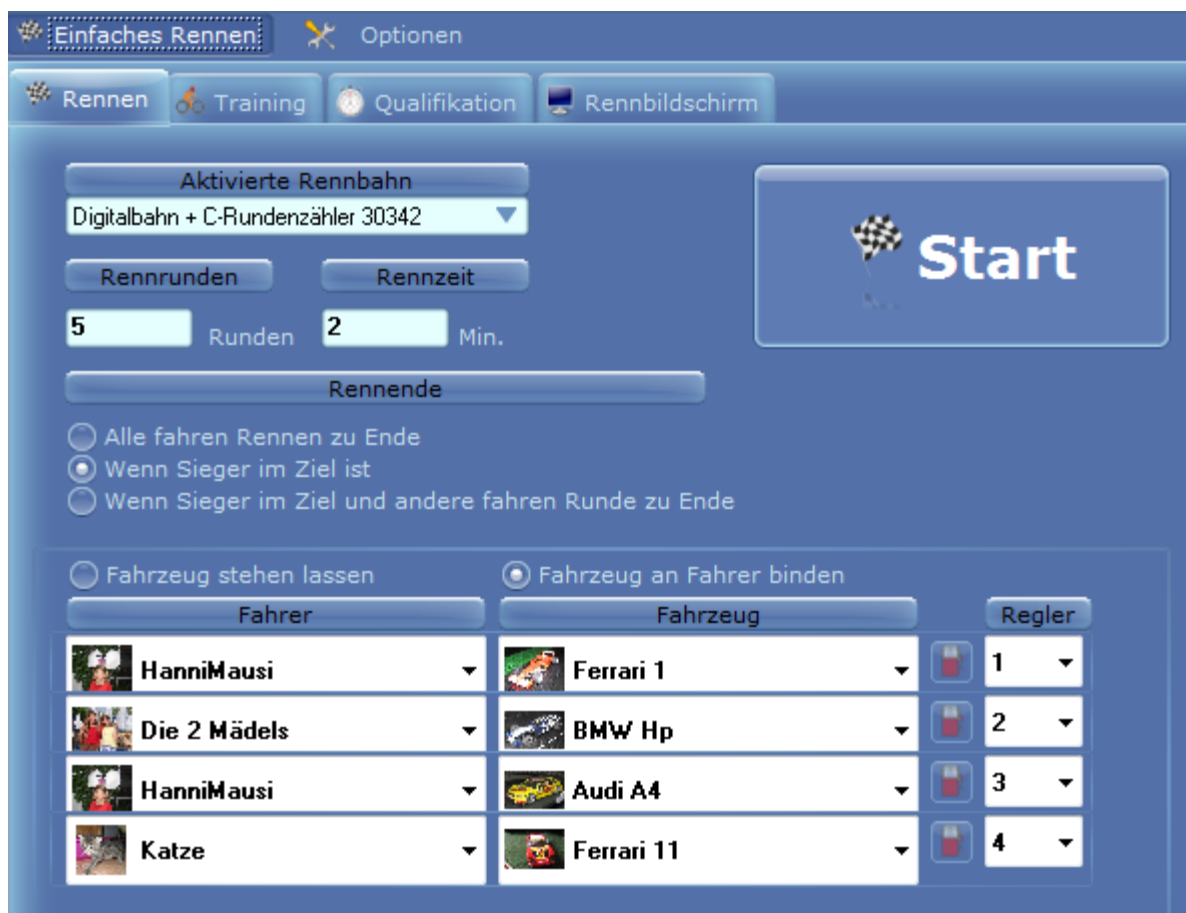 Einfaches Rennen Optionen
Rennen Training Qualifikation Rennbildschirm
Aktivierte Rennbahn
Digitalbahn + C-Rundenzähler 30342
Start
Rennrunden Rennzeit
5 Runden 2 Min.
Rennende
Alle fahren Rennen zu Ende
Wenn Sieger im Ziel ist
Wenn Sieger im Ziel und andere fahren Runde zu Ende
Fahrzeug stehen lassen Fahrzeug an Fahrer binden
Fahrer Fahrzeug Regler
HanniMausi Ferrari 1 1
Die 2 Mädels BMW Hp 2
HanniMausi Audi A4 3
Katze Ferrari 11 4